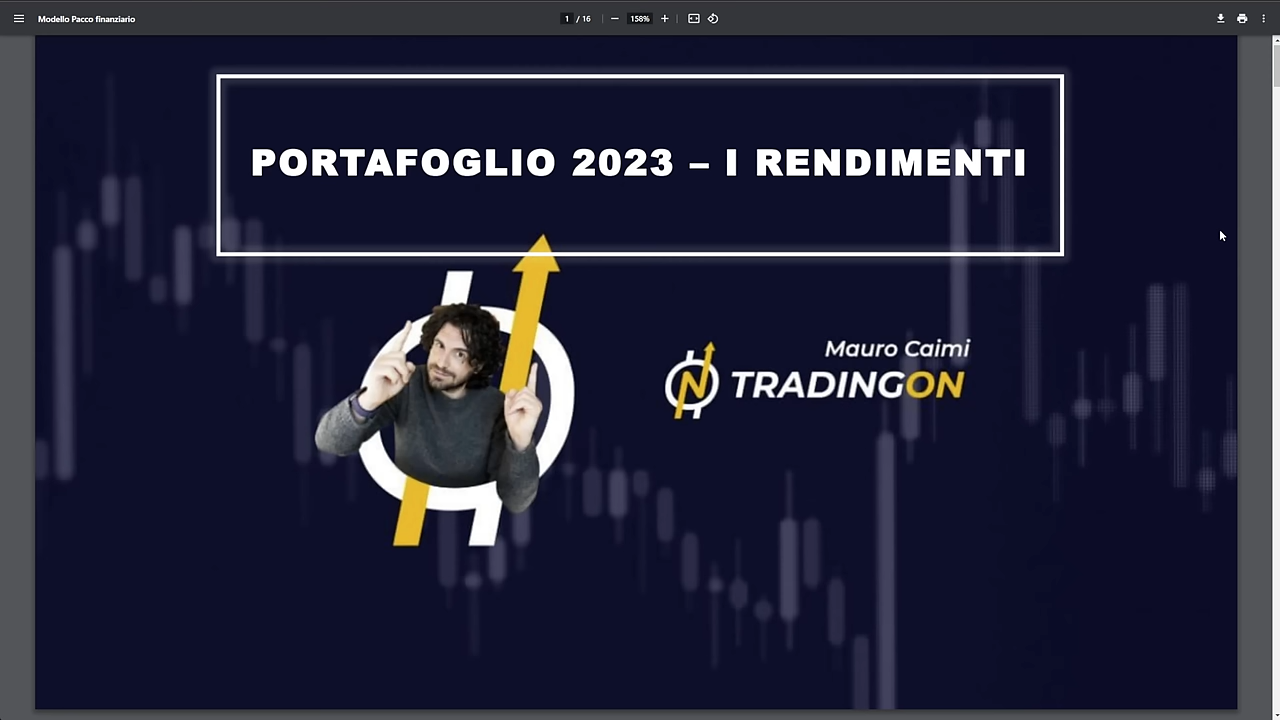 Modello Pacco finanziario
1 / 16
158%
PORTAFOGLIO 2023 – I RENDIMENTI
Mauro Caimi
TRADINGON